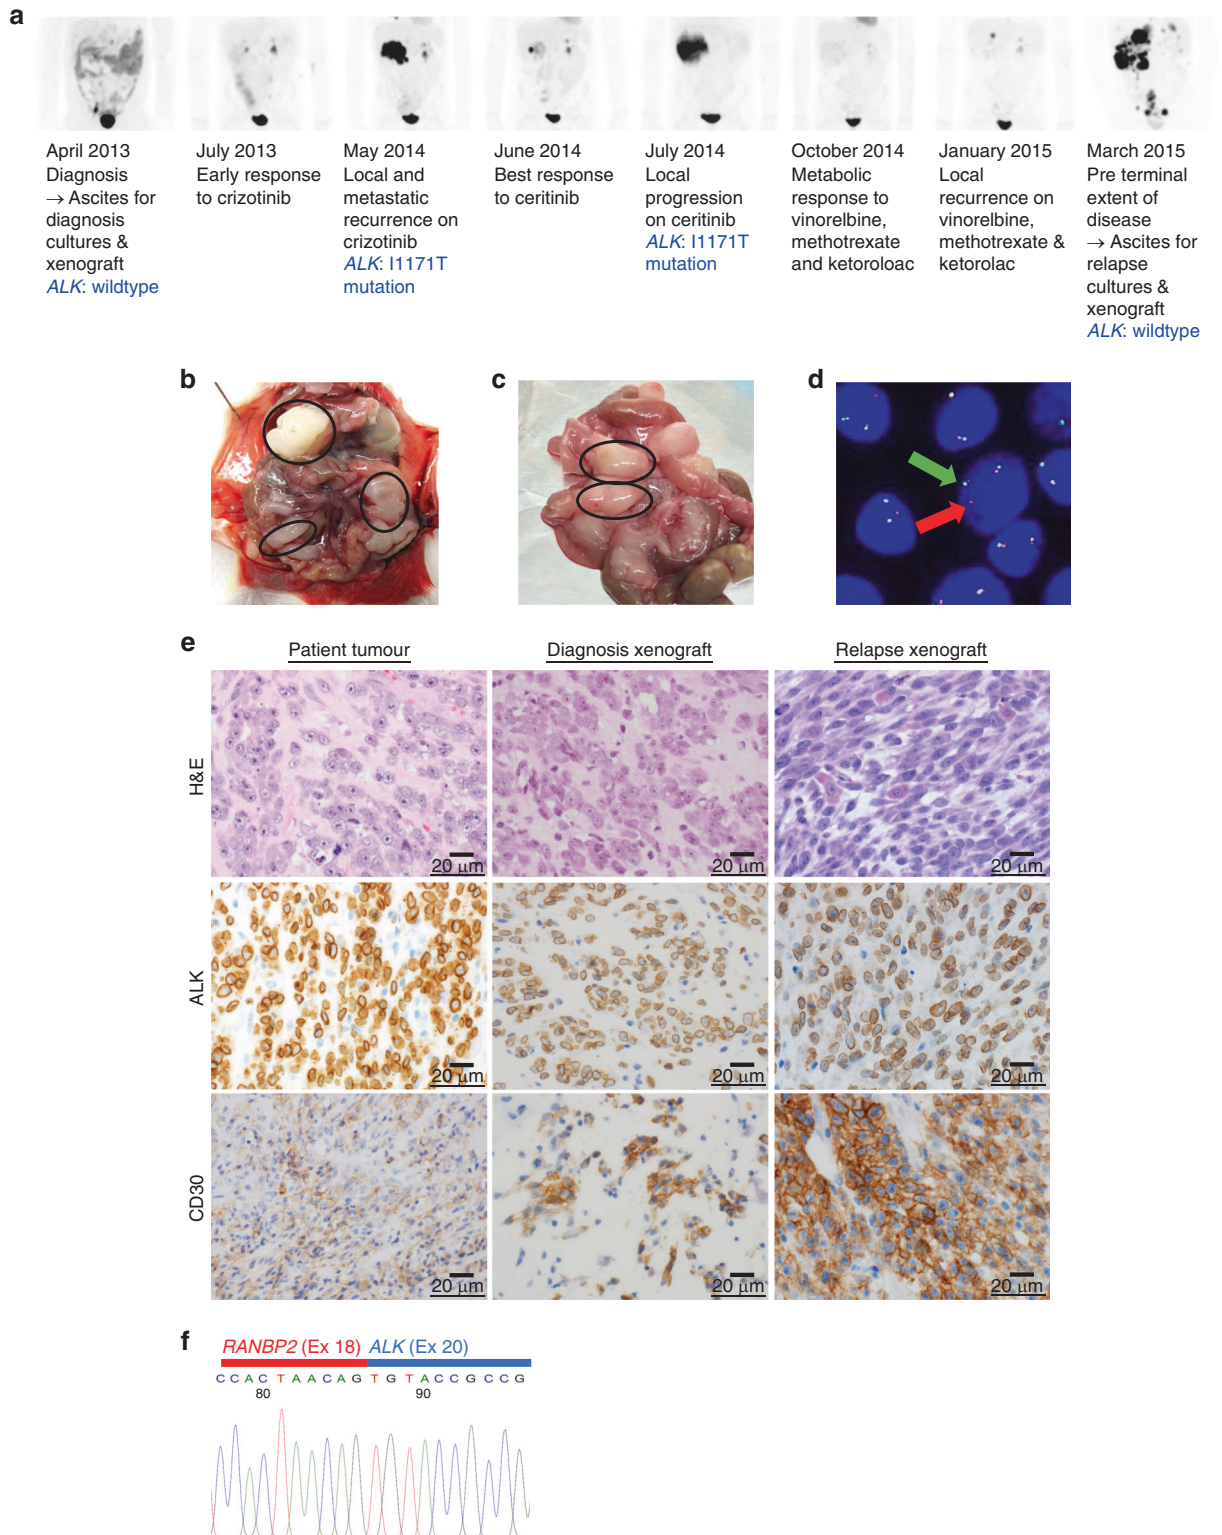 a
April 2013
Diagnosis
→ Ascites for
diagnosis
cultures &
xenograft
ALK: wildtype
July 2013
Early response
to crizotinib
May 2014
Local and
metastatic
recurrence on
crizotinib
ALK: I1171T
mutation
June 2014
Best response
to ceritinib
July 2014
Local
progression
on ceritinib
ALK: I1171T
mutation
October 2014
Metabolic
response to
vinorelbine,
methotrexate
and ketoroloac
January 2015
Local
recurrence on
vinorelbine,
methotrexate &
ketorolac
March 2015
Pre terminal
extent of
disease
→ Ascites for
relapse
cultures &
xenograft
ALK: wildtype
b
c
d
e
Patient tumour
Diagnosis xenograft
Relapse xenograft
H&E
20 μm
20 μm
20 μm
ALK
20 μm
20 μm
20 μm
CD30
20 μm
20 μm
20 μm
f
RANBP2 (Ex 18) ALK (Ex 20)
C C A C T A A C A G T G T A C C G C C G
80 90